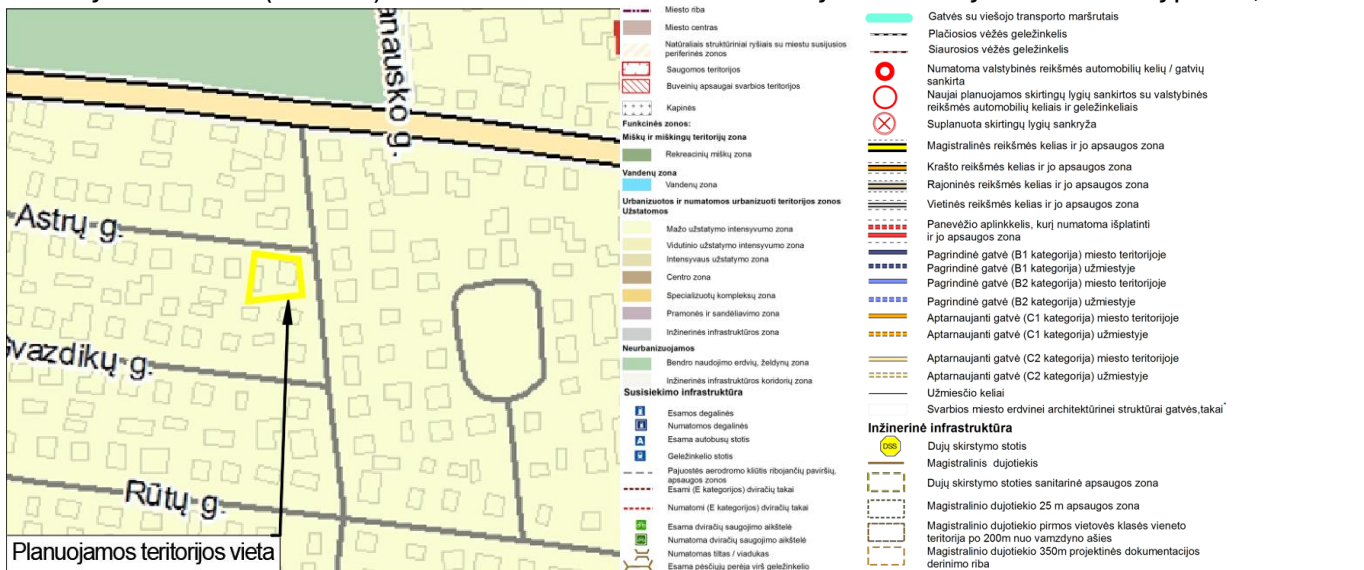 anausko g.
Astrų g.
Gvazdikų g.
Rūtų g.
Planuojamos teritorijos vieta
Miesto riba
Miesto centras
Natūraliais struktūriniai ryšiais su miestu susijusios
periferinės zonos
Saugomos teritorijos
Buveinių apsaugai svarbios teritorijos
Kapinės
Funkcinės zonos:
Miškų ir miškingų teritorijų zona
Rekreacinių miškų zona
Vandenų zona
Vandenų zona
Urbanizuotos ir numatomos urbanizuoti teritorijos zonos
Užstatomos
Mažo užstatymo intensyvumo zona
Vidutinio užstatymo intensyvumo zona
Intensyvaus užstatymo zona
Centro zona
Specializuotų kompleksų zona
Pramonės ir sandėliavimo zona
Inžinerinės infrastruktūros zona
Neurbanizuojamos
Bendro naudojimo erdvių, želdynų zona
Inžinerinės infrastruktūros koridorių zona
Susisiekimo infrastruktūra
Esamos degalinės
Numatomos degalinės
A Esama autobusų stotis
Geležinkelio stotis
Pajuostės aerodromo kliūtis ribojančių paviršių,
apsaugos zonos
Esami (E kategorijos) dviračių takai
Numatomi (E kategorijos) dviračių takai
Esama dviračių saugojimo aikštelė
Numatoma dviračių saugojimo aikštelė
Numatomas tiltas / viadukas
Esama pėsčiųjų perėja virš geležinkelio
Gatvės su viešojo transporto maršrutais
Plačiosios vėžės geležinkelis
Siaurosios vėžės geležinkelis
Numatoma valstybinės reikšmės automobilių kelių / gatvių
sankirta
Naujai planuojamos skirtingų lygių sankirtos su valstybinės
reikšmės automobilių keliais ir geležinkeliais
Suplanuota skirtingų lygių sankryža
Magistralinės reikšmės kelias ir jo apsaugos zona
Krašto reikšmės kelias ir jo apsaugos zona
Rajoninės reikšmės kelias ir jo apsaugos zona
Vietinės reikšmės kelias ir jo apsaugos zona
Panevėžio aplinkkelis, kurį numatoma išplatinti
ir jo apsaugos zona
Pagrindinė gatvė (B1 kategorija) miesto teritorijoje
Pagrindinė gatvė (B1 kategorija) užmiestyje
Pagrindinė gatvė (B2 kategorija) miesto teritorijoje
Pagrindinė gatvė (B2 kategorija) užmiestyje
Aptarnaujanti gatvė (C1 kategorija) miesto teritorijoje
Aptarnaujanti gatvė (C1 kategorija) užmiestyje
Aptarnaujanti gatvė (C2 kategorija) miesto teritorijoje
Aptarnaujanti gatvė (C2 kategorija) užmiestyje
Užmiesčio keliai
Svarbios miesto erdvinei architektūrinei struktūrai gatvės,takai*
Inžinerinė infrastruktūra
DSS Dujų skirstymo stotis
Magistralinis dujotiekis
Dujų skirstymo stoties sanitarinė apsaugos zona
Magistralinio dujotiekio 25 m apsaugos zona
Magistralinio dujotiekio pirmos vietovės klasės vieneto
teritorija po 200m nuo vamzdyno ašies
Magistralinio dujotiekio 350m projektinės dokumentacijos
derinimo riba